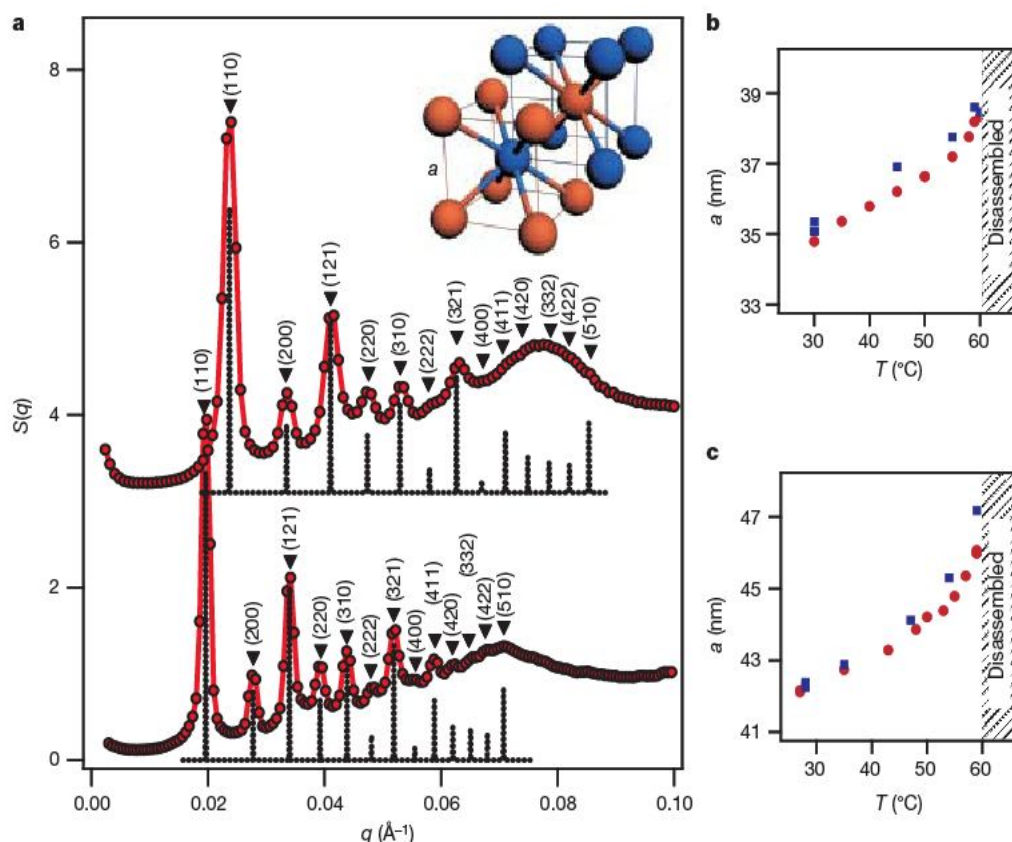 a
8
6
4
2
0
S(q)
0.00 0.02 0.04 0.06 0.08 0.10
q (Å⁻¹)
(110)
(200)
(121)
(220)
(310)
(222)
(321)
(400)
(411)
(420)
(332)
(422)
(510)
(110)
(200)
(121)
(220)
(310)
(222)
(321)
(400)
(411)
(420)
(332)
(422)
(510)
a
b
39
37
35
33
a (nm)
30 40 50 60
T (°C)
Disassembled
c
47
45
43
41
a (nm)
30 40 50 60
T (°C)
Disassembled